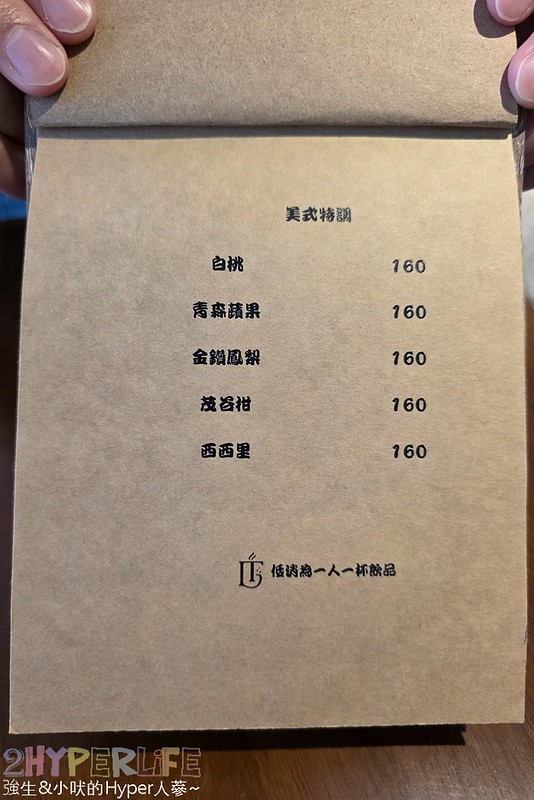 美式特調
白桃 160
青森蘋果 160
金鑽鳳梨 160
茂谷柑 160
西西里 160
低消為一人一杯飲品
2HYPERLiFE
強生&小吠的Hyper人蔘~